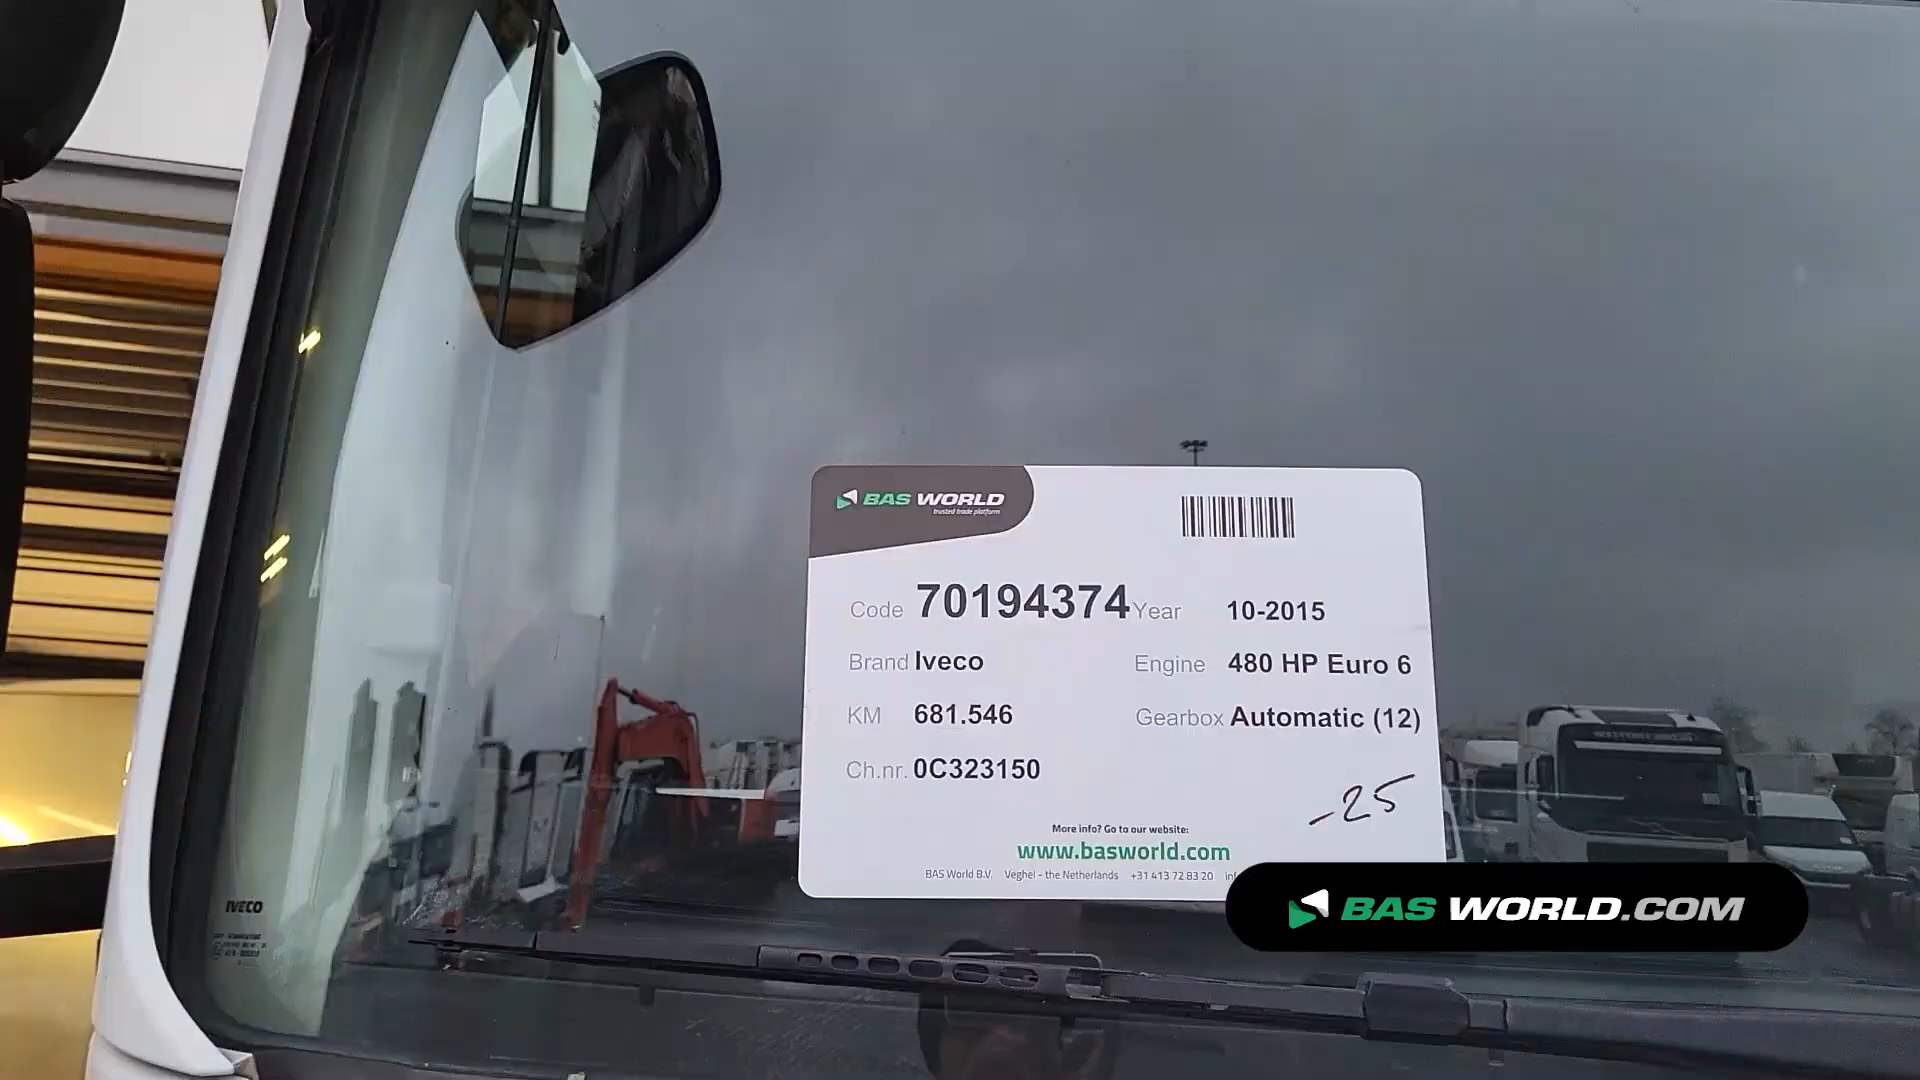 BAS WORLD
trusted trade platform
Code 70194374 Year 10-2015
Brand Iveco Engine 480 HP Euro 6
KM 681.546 Gearbox Automatic (12)
Ch.nr. 0C323150
-25
More info? Go to our website:
www.basworld.com
BAS World B.V. Veghel - the Netherlands +31 413 72 83 20
BAS WORLD.COM
IVECO